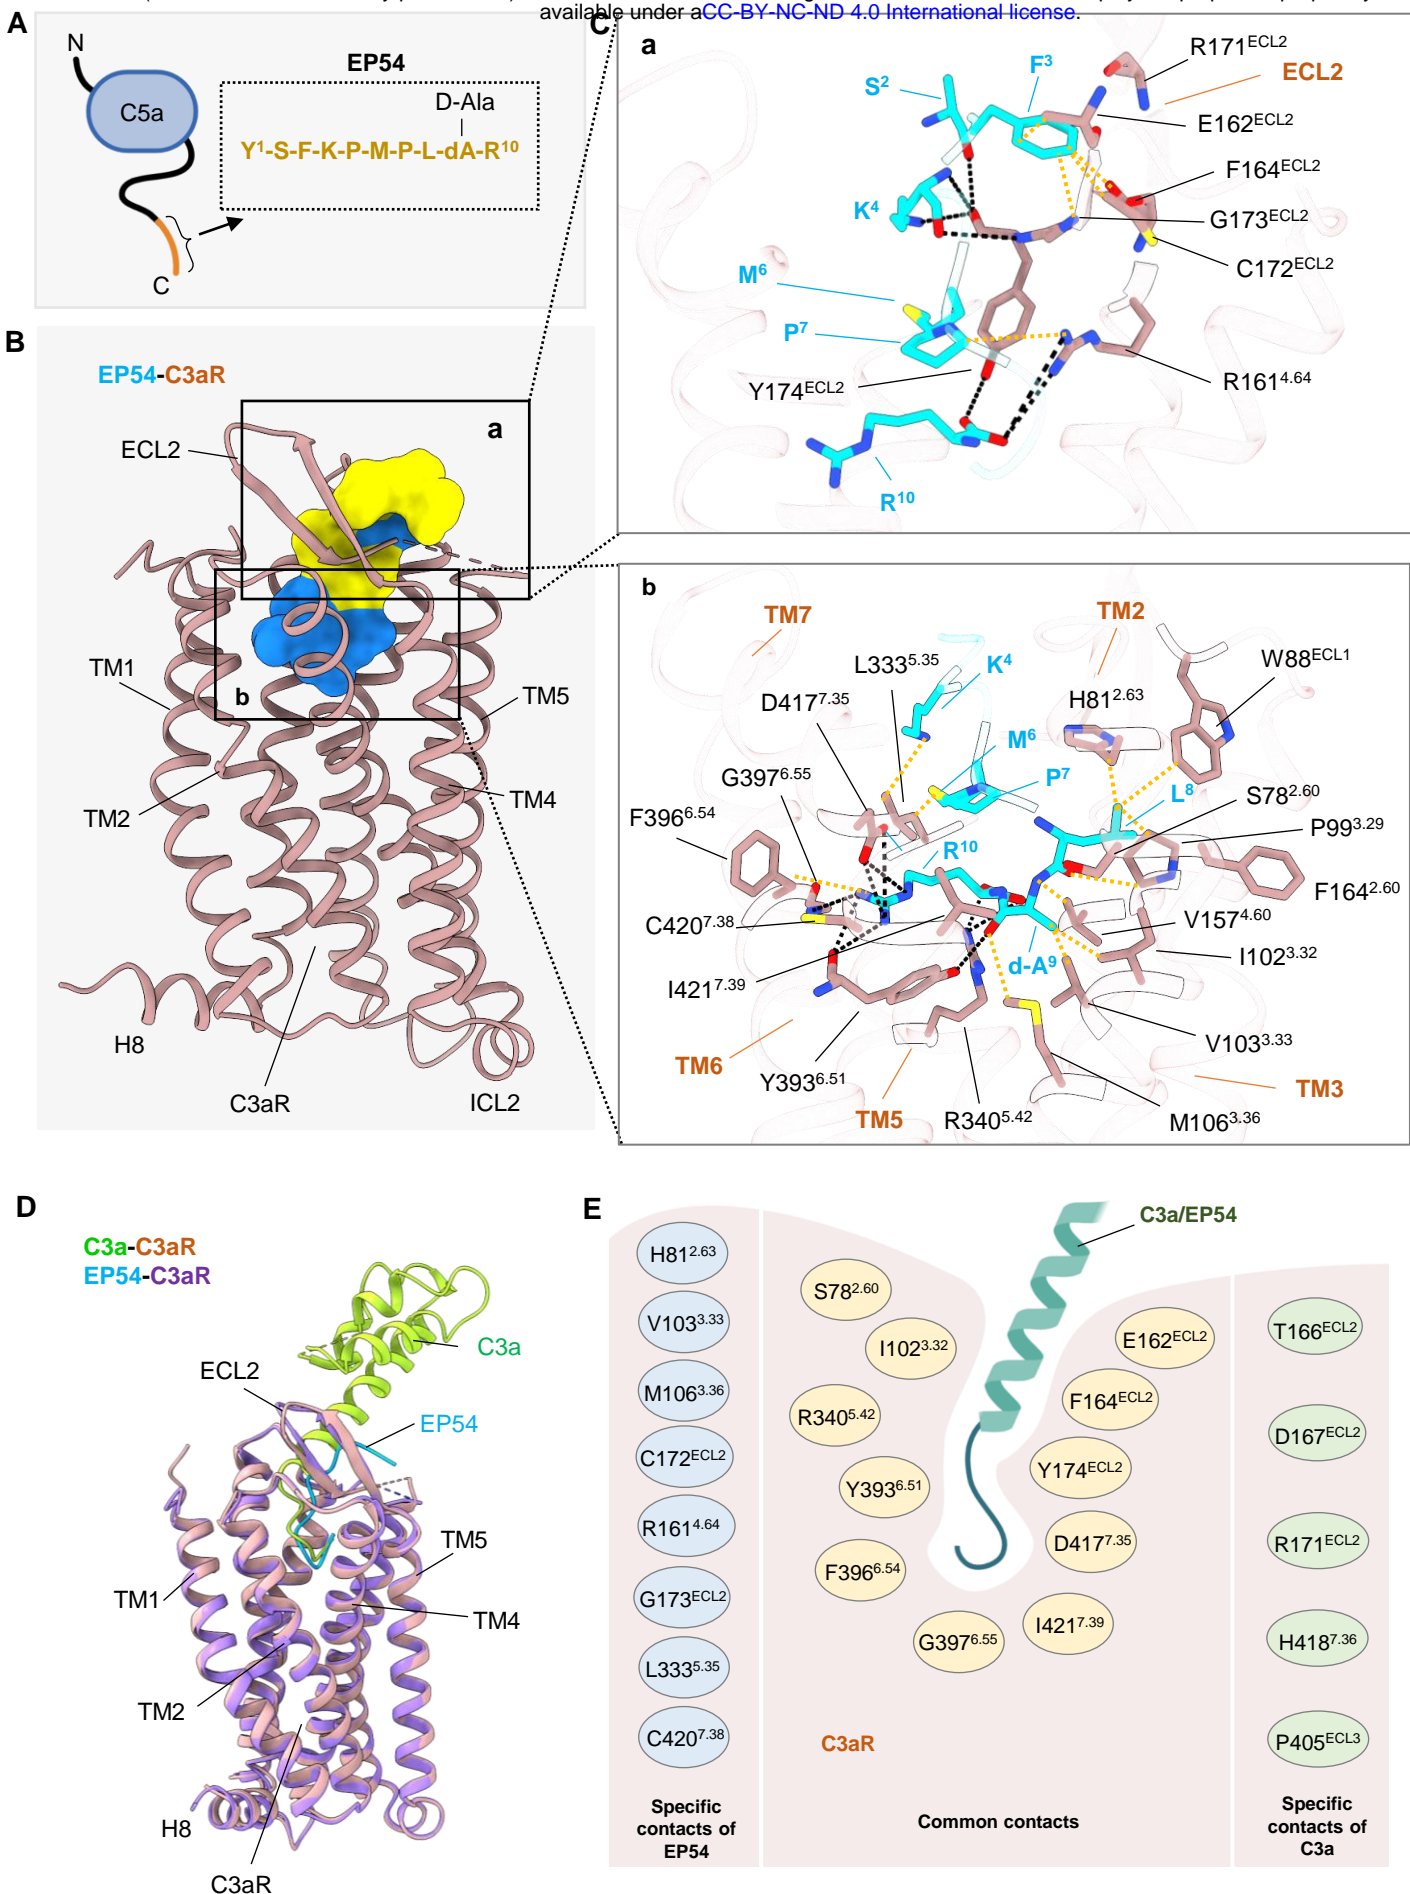 available under aCC-BY-NC-ND 4.0 International license.
A
N
C5a
C
EP54
D-Ala
Y1-S-F-K-P-M-P-L-dA-R10
B
EP54-C3aR
a
ECL2
TM1
b
TM5
TM2
TM4
H8
C3aR
ICL2
C
a
R171ECL2
F3
ECL2
S2
E162ECL2
F164ECL2
K4
G173ECL2
C172ECL2
M6
P7
Y174ECL2
R1614.64
R10
b
TM7
TM2
L3335.35
K4
W88ECL1
D4177.35
H812.63
M6
G3976.55
P7
L8
S782.60
F3966.54
P993.29
R10
F1642.60
C4207.38
V1574.60
I1023.32
d-A9
I4217.39
V1033.33
TM6
Y3936.51
TM3
TM5
R3405.42
M1063.36
D
C3a-C3aR
EP54-C3aR
C3a
ECL2
EP54
TM5
TM1
TM4
TM2
H8
C3aR
E
C3a/EP54
H812.63
V1033.33
M1063.36
C172ECL2
R1614.64
G173ECL2
L3335.35
C4207.38
Specific
contacts of
EP54
S782.60
I1023.32
R3405.42
Y3936.51
F3966.54
G3976.55
E162ECL2
F164ECL2
Y174ECL2
D4177.35
I4217.39
C3aR
Common contacts
T166ECL2
D167ECL2
R171ECL2
H4187.36
P405ECL3
Specific
contacts of
C3a